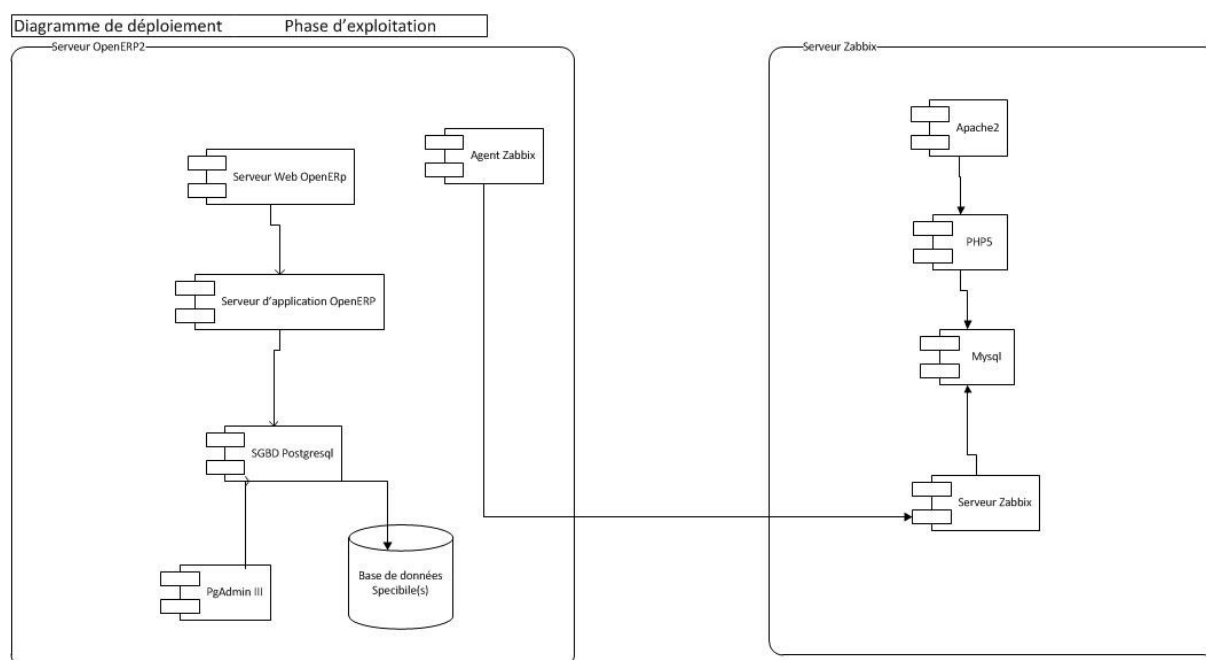 Diagramme de déploiement Phase d'exploitation
Serveur OpenERP2
Serveur Web OpenERp
Agent Zabbix
Serveur d'application OpenERP
SGBD Postgresql
PgAdmin III
Base de données
Specibile(s)
Serveur Zabbix
Apache2
PHP5
Mysql
Serveur Zabbix